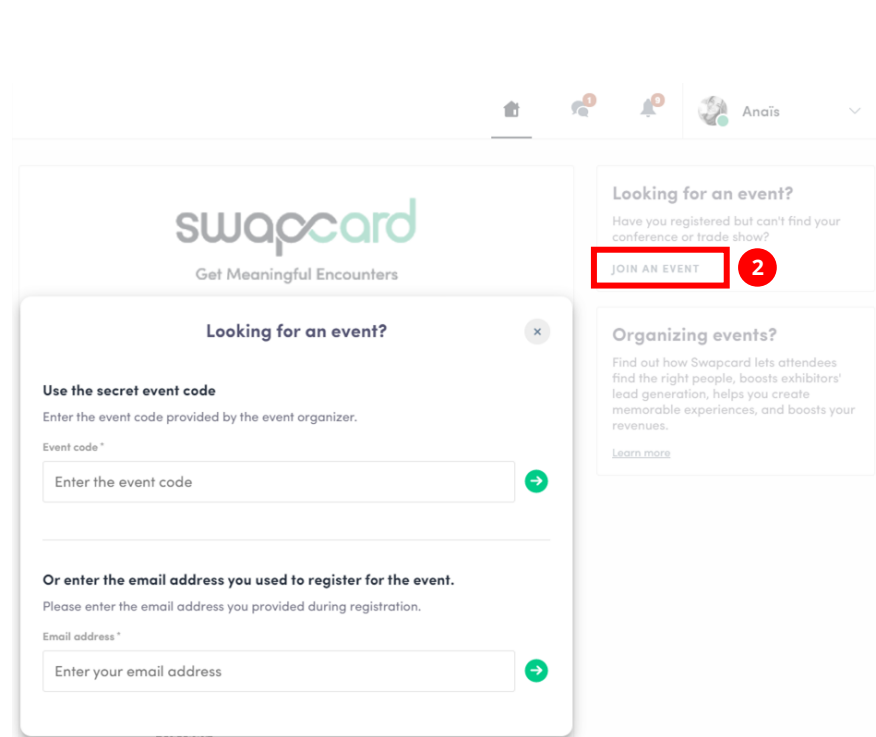 1
9
Anaïs
swapcard
Get Meaningful Encounters
Looking for an event?
Have you registered but can't find your
conference or trade show?
JOIN AN EVENT
2
Organizing events?
Find out how Swapcard lets attendees
find the right people, boosts exhibitors'
lead generation, helps you create
memorable experiences, and boosts your
revenues.
Learn more
Looking for an event?
×
Use the secret event code
Enter the event code provided by the event organizer.
Event code*
Enter the event code
Or enter the email address you used to register for the event.
Please enter the email address you provided during registration.
Email address*
Enter your email address